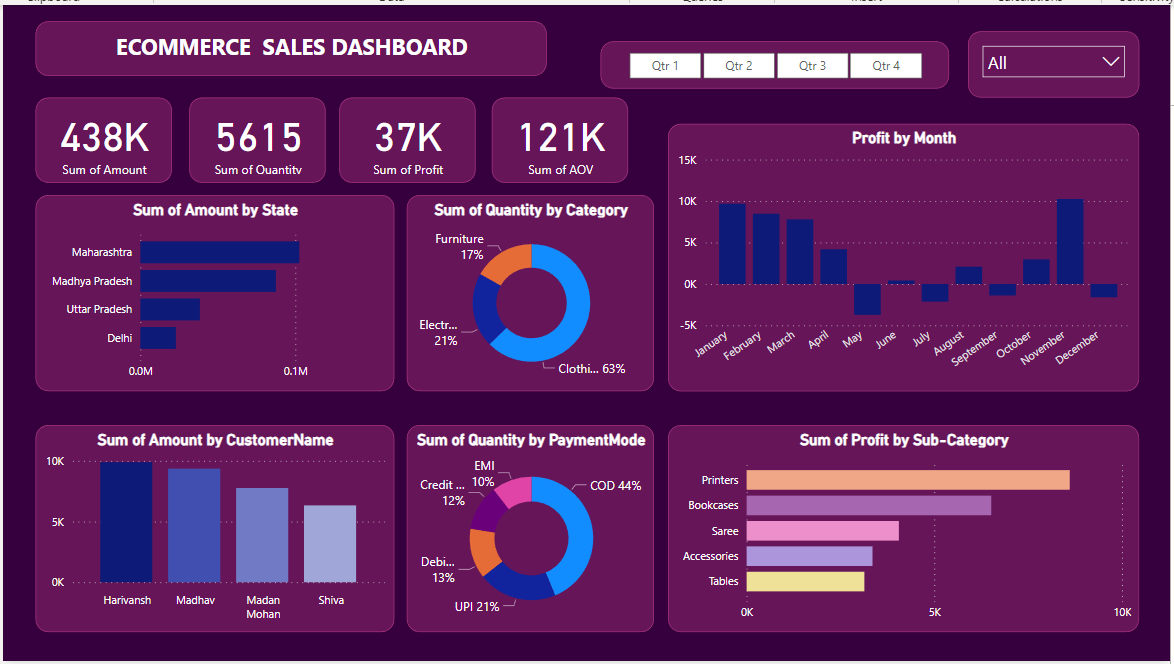 ECOMMERCE SALES DASHBOARD
Qtr 1
Qtr 2
Qtr 3
Qtr 4
All
438K
Sum of Amount
5615
Sum of Quantity
37K
Sum of Profit
121K
Sum of AOV
Profit by Month
15K
10K
5K
0K
-5K
January
February
March
April
May
June
July
August
September
October
November
December
Sum of Amount by State
Maharashtra
Madhya Pradesh
Uttar Pradesh
Delhi
0.0M
0.1M
Sum of Quantity by Category
Furniture
17%
Electr...
21%
Clothi... 63%
Sum of Amount by CustomerName
10K
5K
0K
Harivansh
Madhav
Madan
Mohan
Shiva
Sum of Quantity by PaymentMode
EMI
10%
Credit ...
12%
Debi...
13%
UPI 21%
COD 44%
Sum of Profit by Sub-Category
Printers
Bookcases
Saree
Accessories
Tables
0K
5K
10K